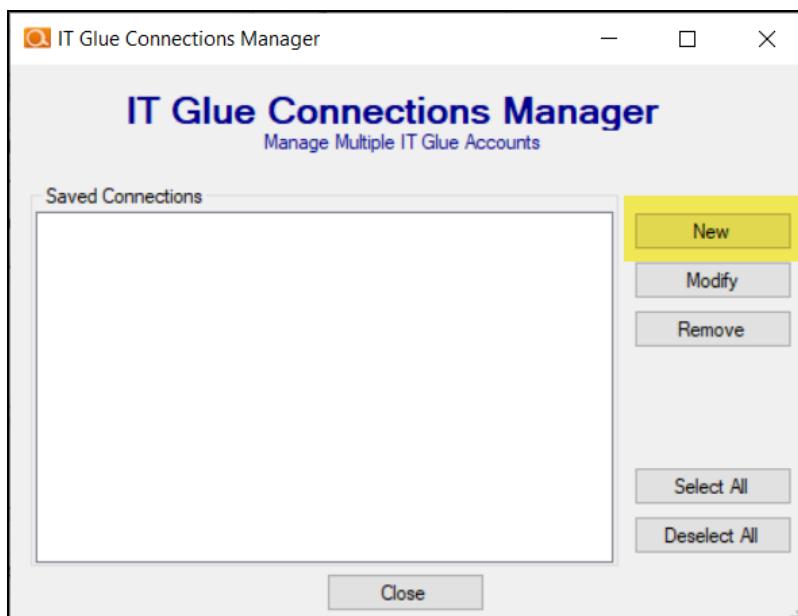 IT Glue Connections Manager
IT Glue Connections Manager
Manage Multiple IT Glue Accounts
Saved Connections
New
Modify
Remove
Select All
Deselect All
Close